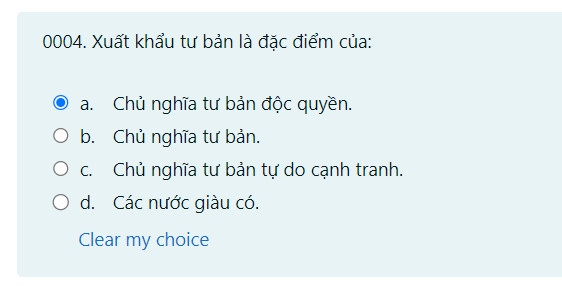 0004. Xuất khẩu tư bản là đặc điểm của:
a. Chủ nghĩa tư bản độc quyền.
b. Chủ nghĩa tư bản.
c. Chủ nghĩa tư bản tự do cạnh tranh.
d. Các nước giàu có.
Clear my choice